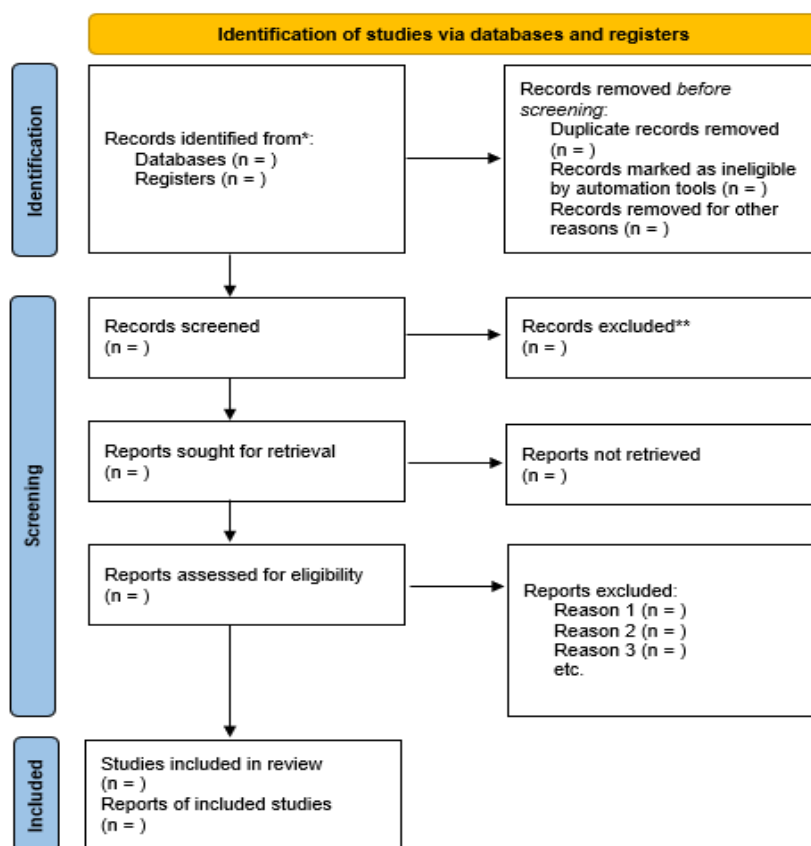 Identification of studies via databases and registers
Identification
Records identified from*:
Databases (n = )
Registers (n = )
Records removed before
screening:
Duplicate records removed
(n = )
Records marked as ineligible
by automation tools (n = )
Records removed for other
reasons (n = )
Screening
Records screened
(n = )
Records excluded**
(n = )
Reports sought for retrieval
(n = )
Reports not retrieved
(n = )
Reports assessed for eligibility
(n = )
Reports excluded:
Reason 1 (n = )
Reason 2 (n = )
Reason 3 (n = )
etc.
Included
Studies included in review
(n = )
Reports of included studies
(n = )